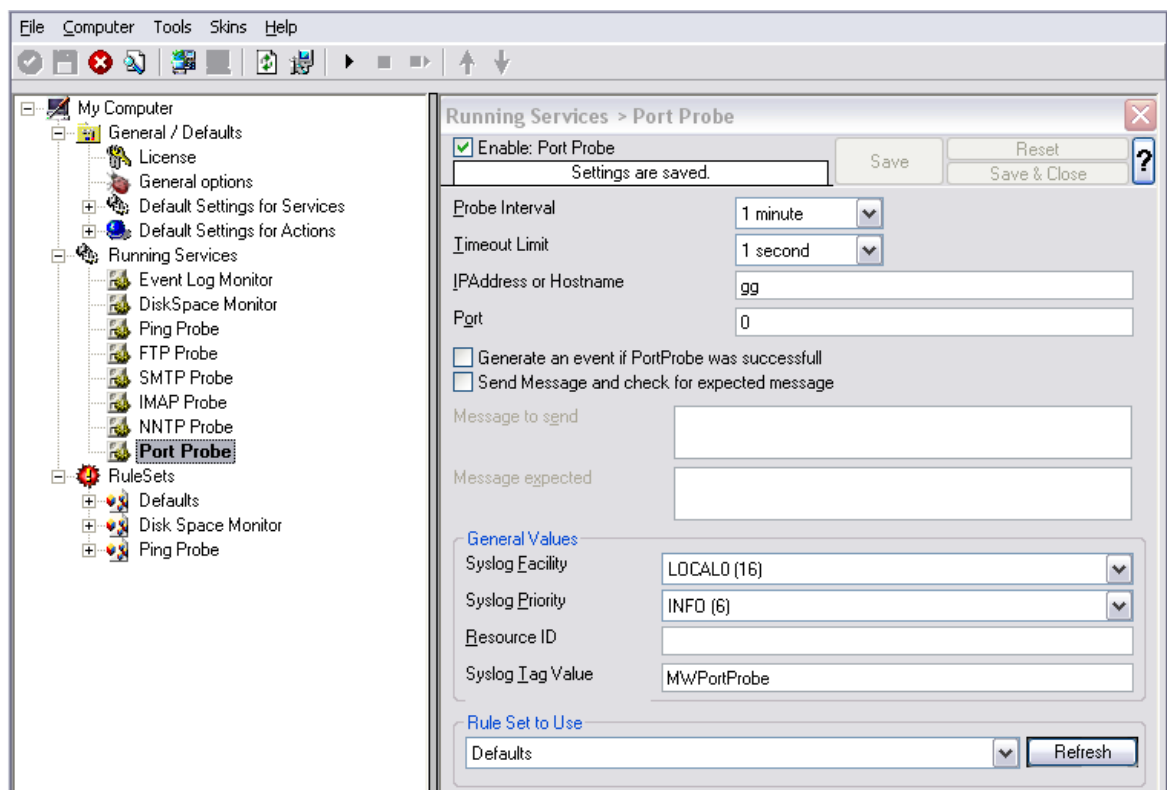 File Computer Tools Skins Help
My Computer
General / Defaults
License
General options
Default Settings for Services
Default Settings for Actions
Running Services
Event Log Monitor
DiskSpace Monitor
Ping Probe
FTP Probe
SMTP Probe
IMAP Probe
NNTP Probe
Port Probe
RuleSets
Defaults
Disk Space Monitor
Ping Probe
Running Services > Port Probe
Enable: Port Probe
Settings are saved.
Save
Reset
Save & Close
?
Probe Interval
1 minute
Timeout Limit
1 second
IPAddress or Hostname
gg
Port
0
Generate an event if PortProbe was successfull
Send Message and check for expected message
Message to send
Message expected
General Values
Syslog Facility
LOCAL0 (16)
Syslog Priority
INFO (6)
Resource ID
Syslog Tag Value
MWPortProbe
Rule Set to Use
Defaults
Refresh